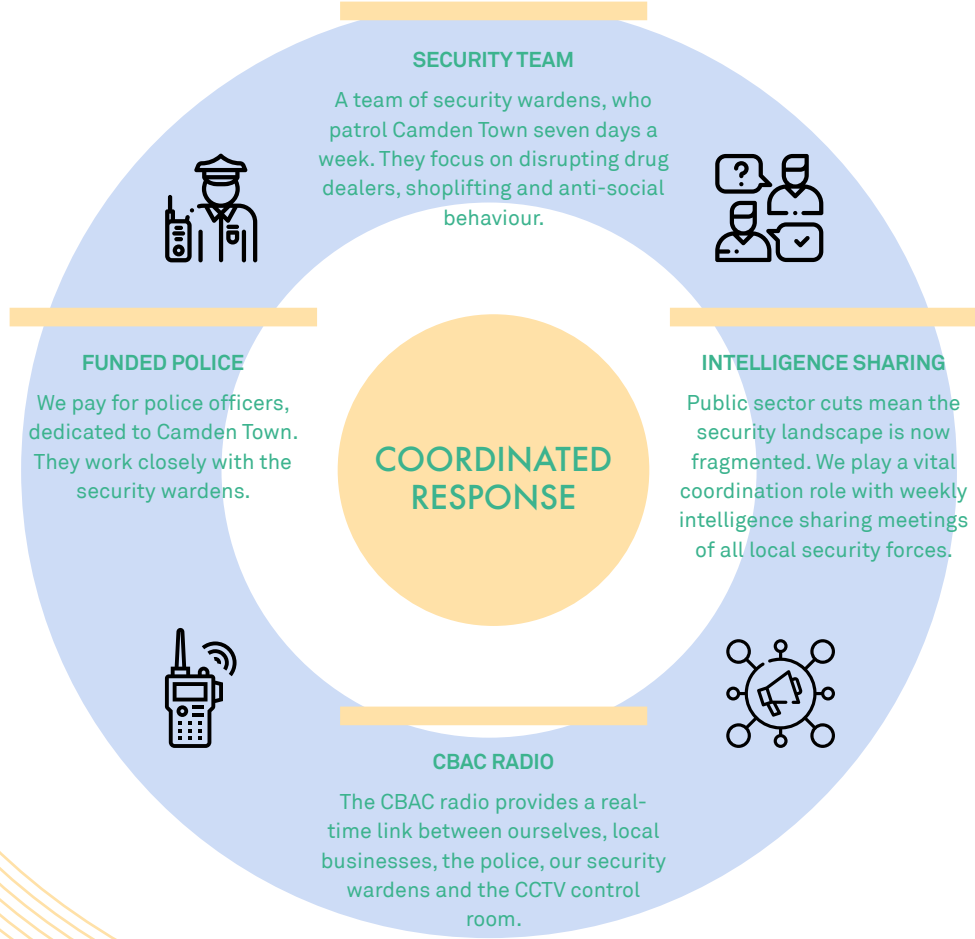 SECURITY TEAM
A team of security wardens, who
patrol Camden Town seven days a
week. They focus on disrupting drug
dealers, shoplifting and anti-social
behaviour.
FUNDED POLICE
We pay for police officers,
dedicated to Camden Town.
They work closely with the
security wardens.
COORDINATED
RESPONSE
INTELLIGENCE SHARING
Public sector cuts mean the
security landscape is now
fragmented. We play a vital
coordination role with weekly
intelligence sharing meetings
of all local security forces.
CBAC RADIO
The CBAC radio provides a real-
time link between ourselves, local
businesses, the police, our security
wardens and the CCTV control
room.